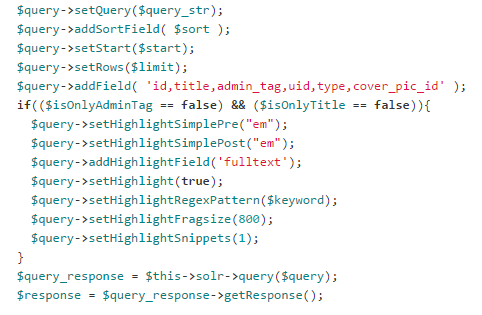 $query->setQuery($query_str);
$query->addSortField( $sort );
$query->setStart($start);
$query->setRows($limit);
$query->addField( 'id,title,admin_tag,uid,type,cover_pic_id' );
if(($isOnlyAdminTag == false) && ($isOnlyTitle == false)){
  $query->setHighlightSimplePre("em");
  $query->setHighlightSimplePost("em");
  $query->addHighlightField('fulltext');
  $query->setHighlight(true);
  $query->setHighlightRegexPattern($keyword);
  $query->setHighlightFragsize(800);
  $query->setHighlightSnippets(1);
}
$query_response = $this->solr->query($query);
$response = $query_response->getResponse();